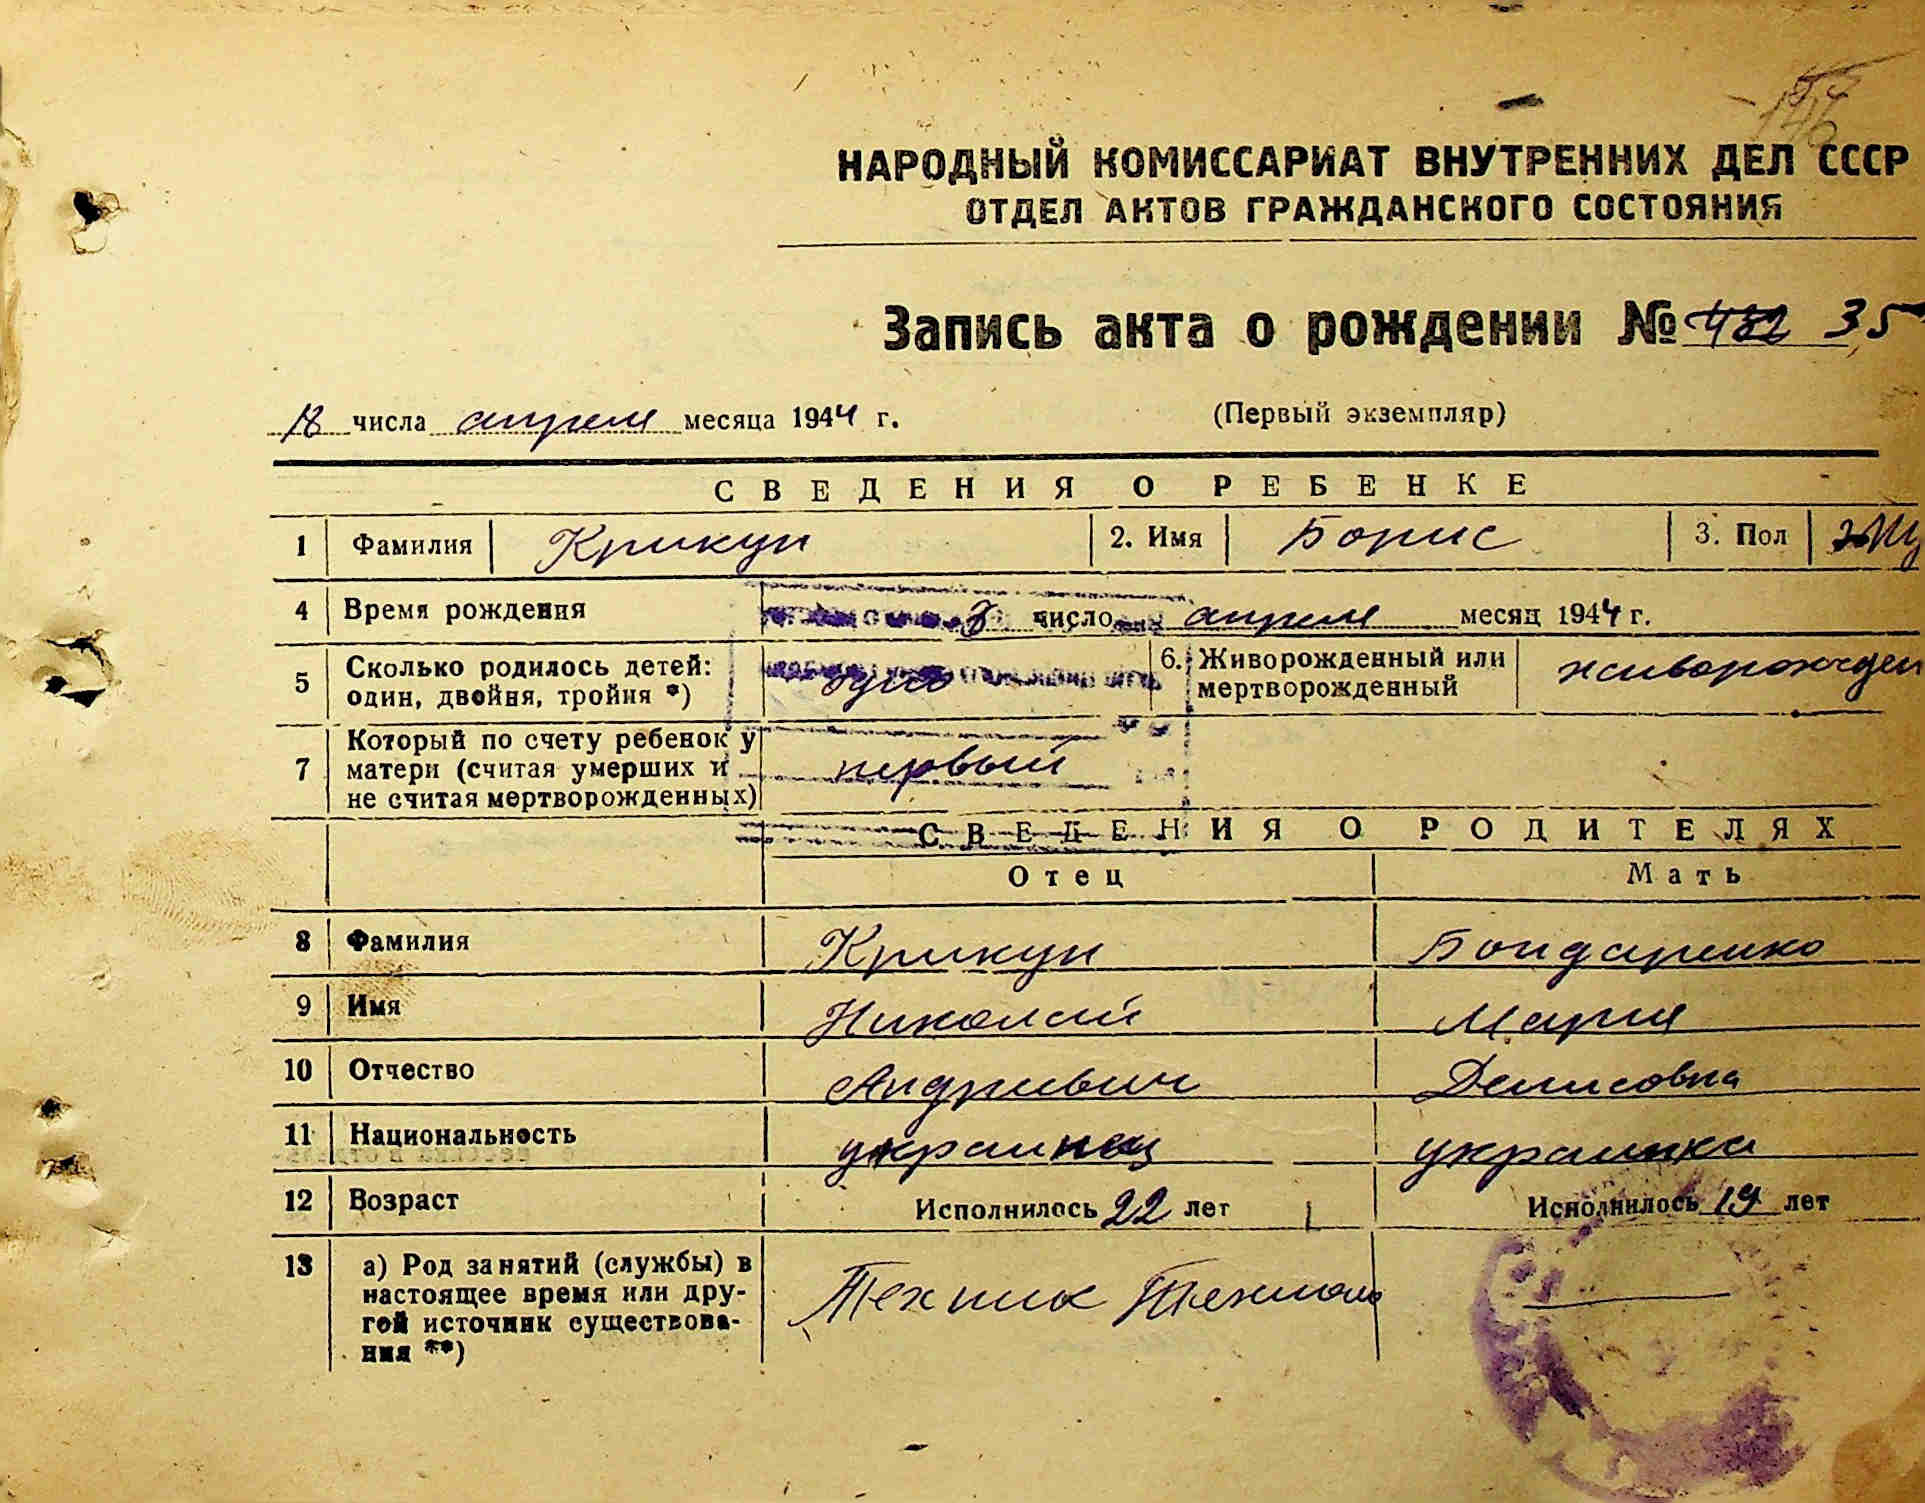 146
НАРОДНЫЙ КОМИССАРИАТ ВНУТРЕННИХ ДЕЛ СССР
ОТДЕЛ АКТОВ ГРАЖДАНСКОГО СОСТОЯНИЯ
Запись акта о рождении № 482 35
18 числа апреля месяца 1944 г. (Первый экземпляр)
СВЕДЕНИЯ О РЕБЕНКЕ
1 Фамилия Крикун 2. Имя Борис 3. Пол
4 Время рождения 3 число апреля месяц 1944 г.
5 Сколько родилось детей: один, двойня, тройня *) одно 6. Живорожденный или мертворожденный живорожден
7 Который по счету ребенок у матери (считая умерших и не считая мертворожденных) первый
СВЕДЕНИЯ О РОДИТЕЛЯХ
Отец Мать
8 Фамилия Крикун Бондаренко
9 Имя Николай Мария
10 Отчество Андреевич Денисовна
11 Национальность украинец украинка
12 Возраст Исполнилось 22 лет Исполнилось 19 лет
13 а) Род занятий (службы) в настоящее время или другой источник существования **) Техник